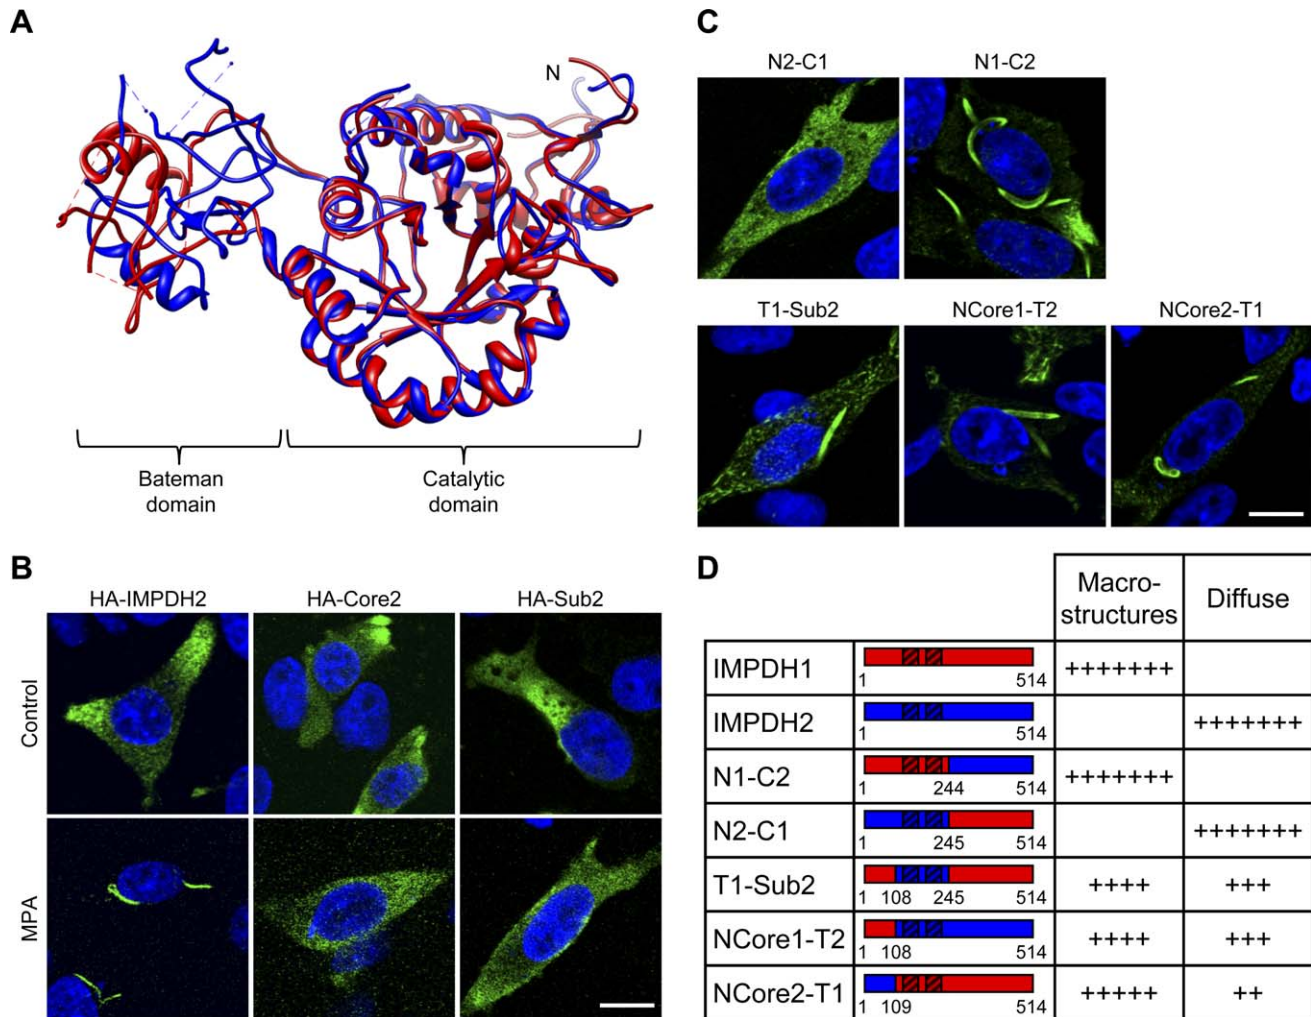 A
N
Bateman
domain
Catalytic
domain
B
HA-IMPDH2
HA-Core2
HA-Sub2
Control
MPA
C
N2-C1
N1-C2
T1-Sub2
NCore1-T2
NCore2-T1
D
Macro-
structures
Diffuse
IMPDH1
1 514
+++++++
IMPDH2
1 514
+++++++
N1-C2
1 244 514
+++++++
N2-C1
1 245 514
+++++++
T1-Sub2
1 108 245 514
++++ +++
NCore1-T2
1 108 514
++++ +++
NCore2-T1
1 109 514
+++++ ++